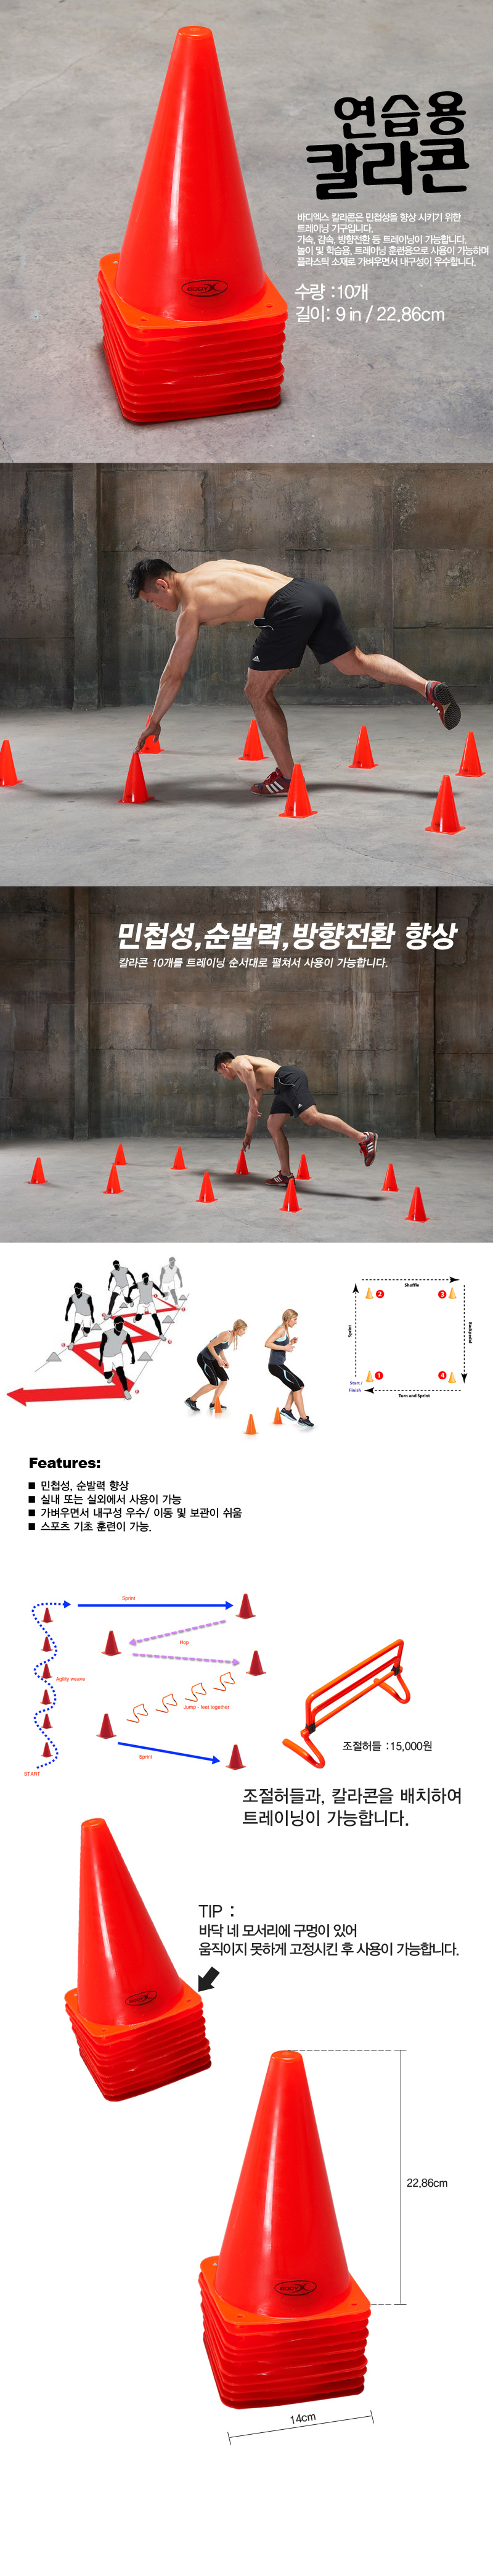 연습용
칼라콘
바디엑스 칼라콘은 민첩성을 향상 시키기 위한
트레이닝 기구입니다.
가속, 감속, 방향전환 등 트레이닝이 가능합니다.
놀이 및 학습용, 트레이닝 훈련용으로 사용이 가능하며
플라스틱 소재로 가벼우면서 내구성이 우수합니다.
수량 :10개
길이: 9 in / 22.86cm
BODYX
민첩성,순발력,방향전환 향상
칼라콘 10개를 트레이닝 순서대로 펼쳐서 사용이 가능합니다.
Shuffle
2
3
Sprint
Backpedal
1
4
Start /
Finish
Turn and Sprint
Features:
■ 민첩성, 순발력 향상
■ 실내 또는 실외에서 사용이 가능
■ 가벼우면서 내구성 우수/ 이동 및 보관이 쉬움
■ 스포츠 기초 훈련이 가능.
Sprint
Hop
Agility weave
Jump - feet together
Sprint
START
조절허들 :15,000원
조절허들과, 칼라콘을 배치하여
트레이닝이 가능합니다.
TIP :
바닥 네 모서리에 구멍이 있어
움직이지 못하게 고정시킨 후 사용이 가능합니다.
BODYX
22.86cm
BODYX
14cm